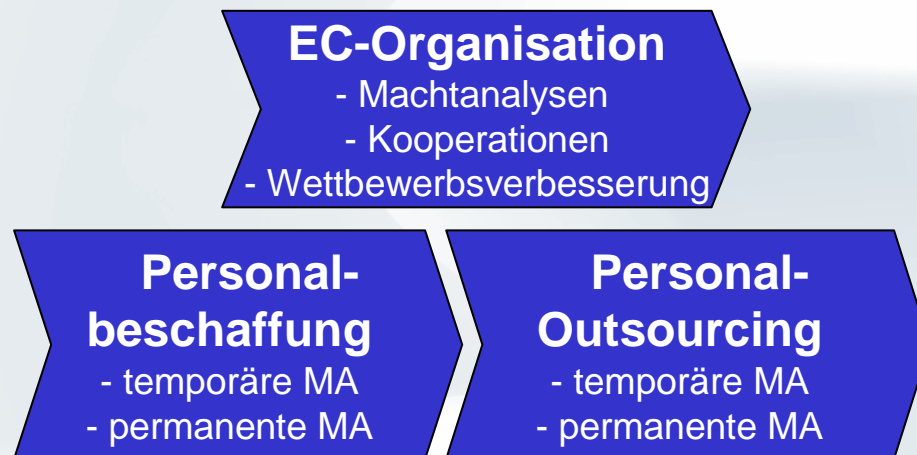 EC-Organisation
- Machtanalysen
- Kooperationen
- Wettbewerbsverbesserung
Personal-
beschaffung
- temporäre MA
- permanente MA
Personal-
Outsourcing
- temporäre MA
- permanente MA